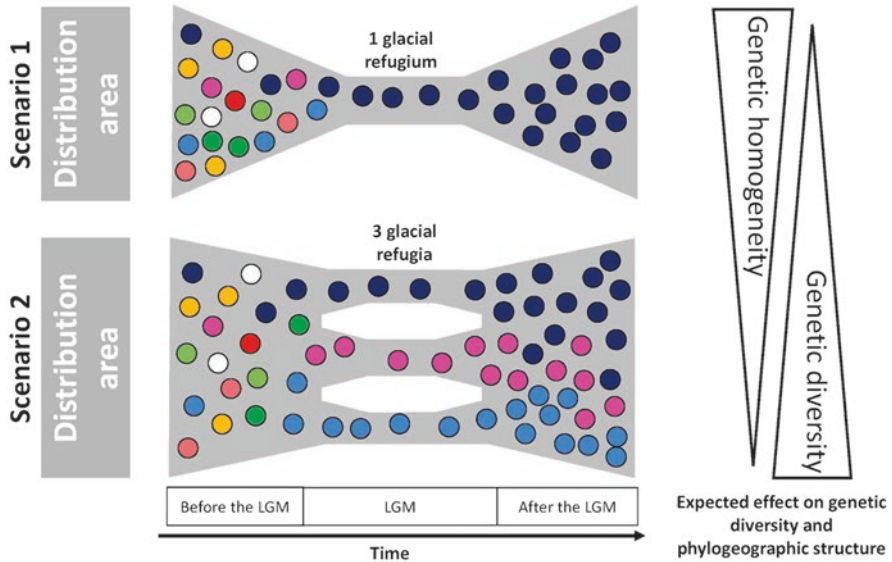 Scenario 1
Distribution
area
1 glacial
refugium
Genetic homogeneity
Genetic diversity
Scenario 2
Distribution
area
3 glacial
refugia
Before the LGM
LGM
After the LGM
Time
Expected effect on genetic
diversity and
phylogeographic structure